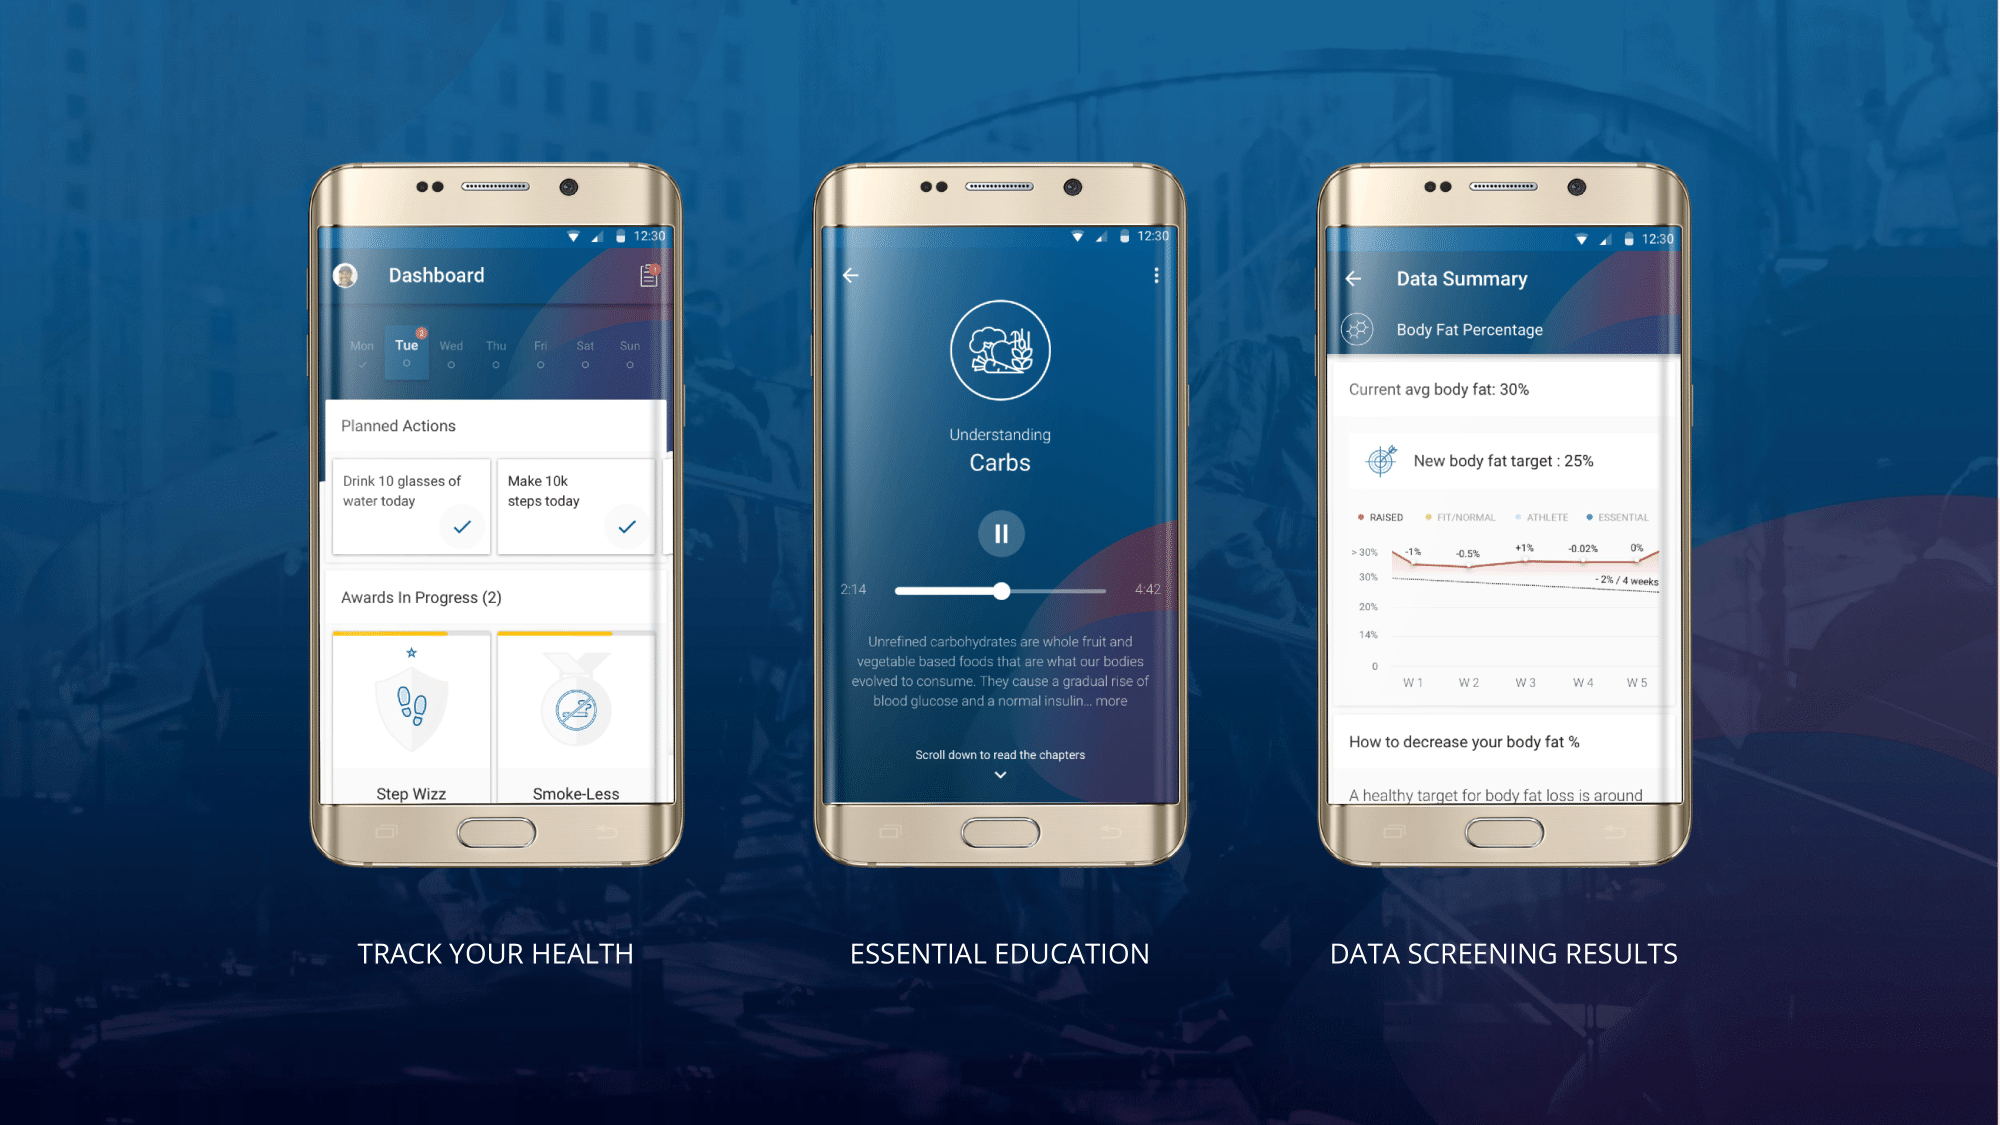 12:30
Dashboard
1
2
Mon Tue Wed Thu Fri Sat Sun
Planned Actions
Drink 10 glasses of
water today
Make 10k
steps today
Awards In Progress (2)
Step Wizz
Smoke-Less
TRACK YOUR HEALTH
12:30
Understanding
Carbs
2:14 4:42
Unrefined carbohydrates are whole fruit and
vegetable based foods that are what our bodies
evolved to consume. They cause a gradual rise of
blood glucose and a normal insulin... more
Scroll down to read the chapters
ESSENTIAL EDUCATION
12:30
Data Summary
Body Fat Percentage
Current avg body fat: 30%
New body fat target : 25%
RAISED FIT/NORMAL ATHLETE ESSENTIAL
> 30% -1% -0.5% +1% -0.02% 0%
30% - 2% / 4 weeks
20%
14%
0
W 1 W 2 W 3 W 4 W 5
How to decrease your body fat %
A healthy target for body fat loss is around
DATA SCREENING RESULTS